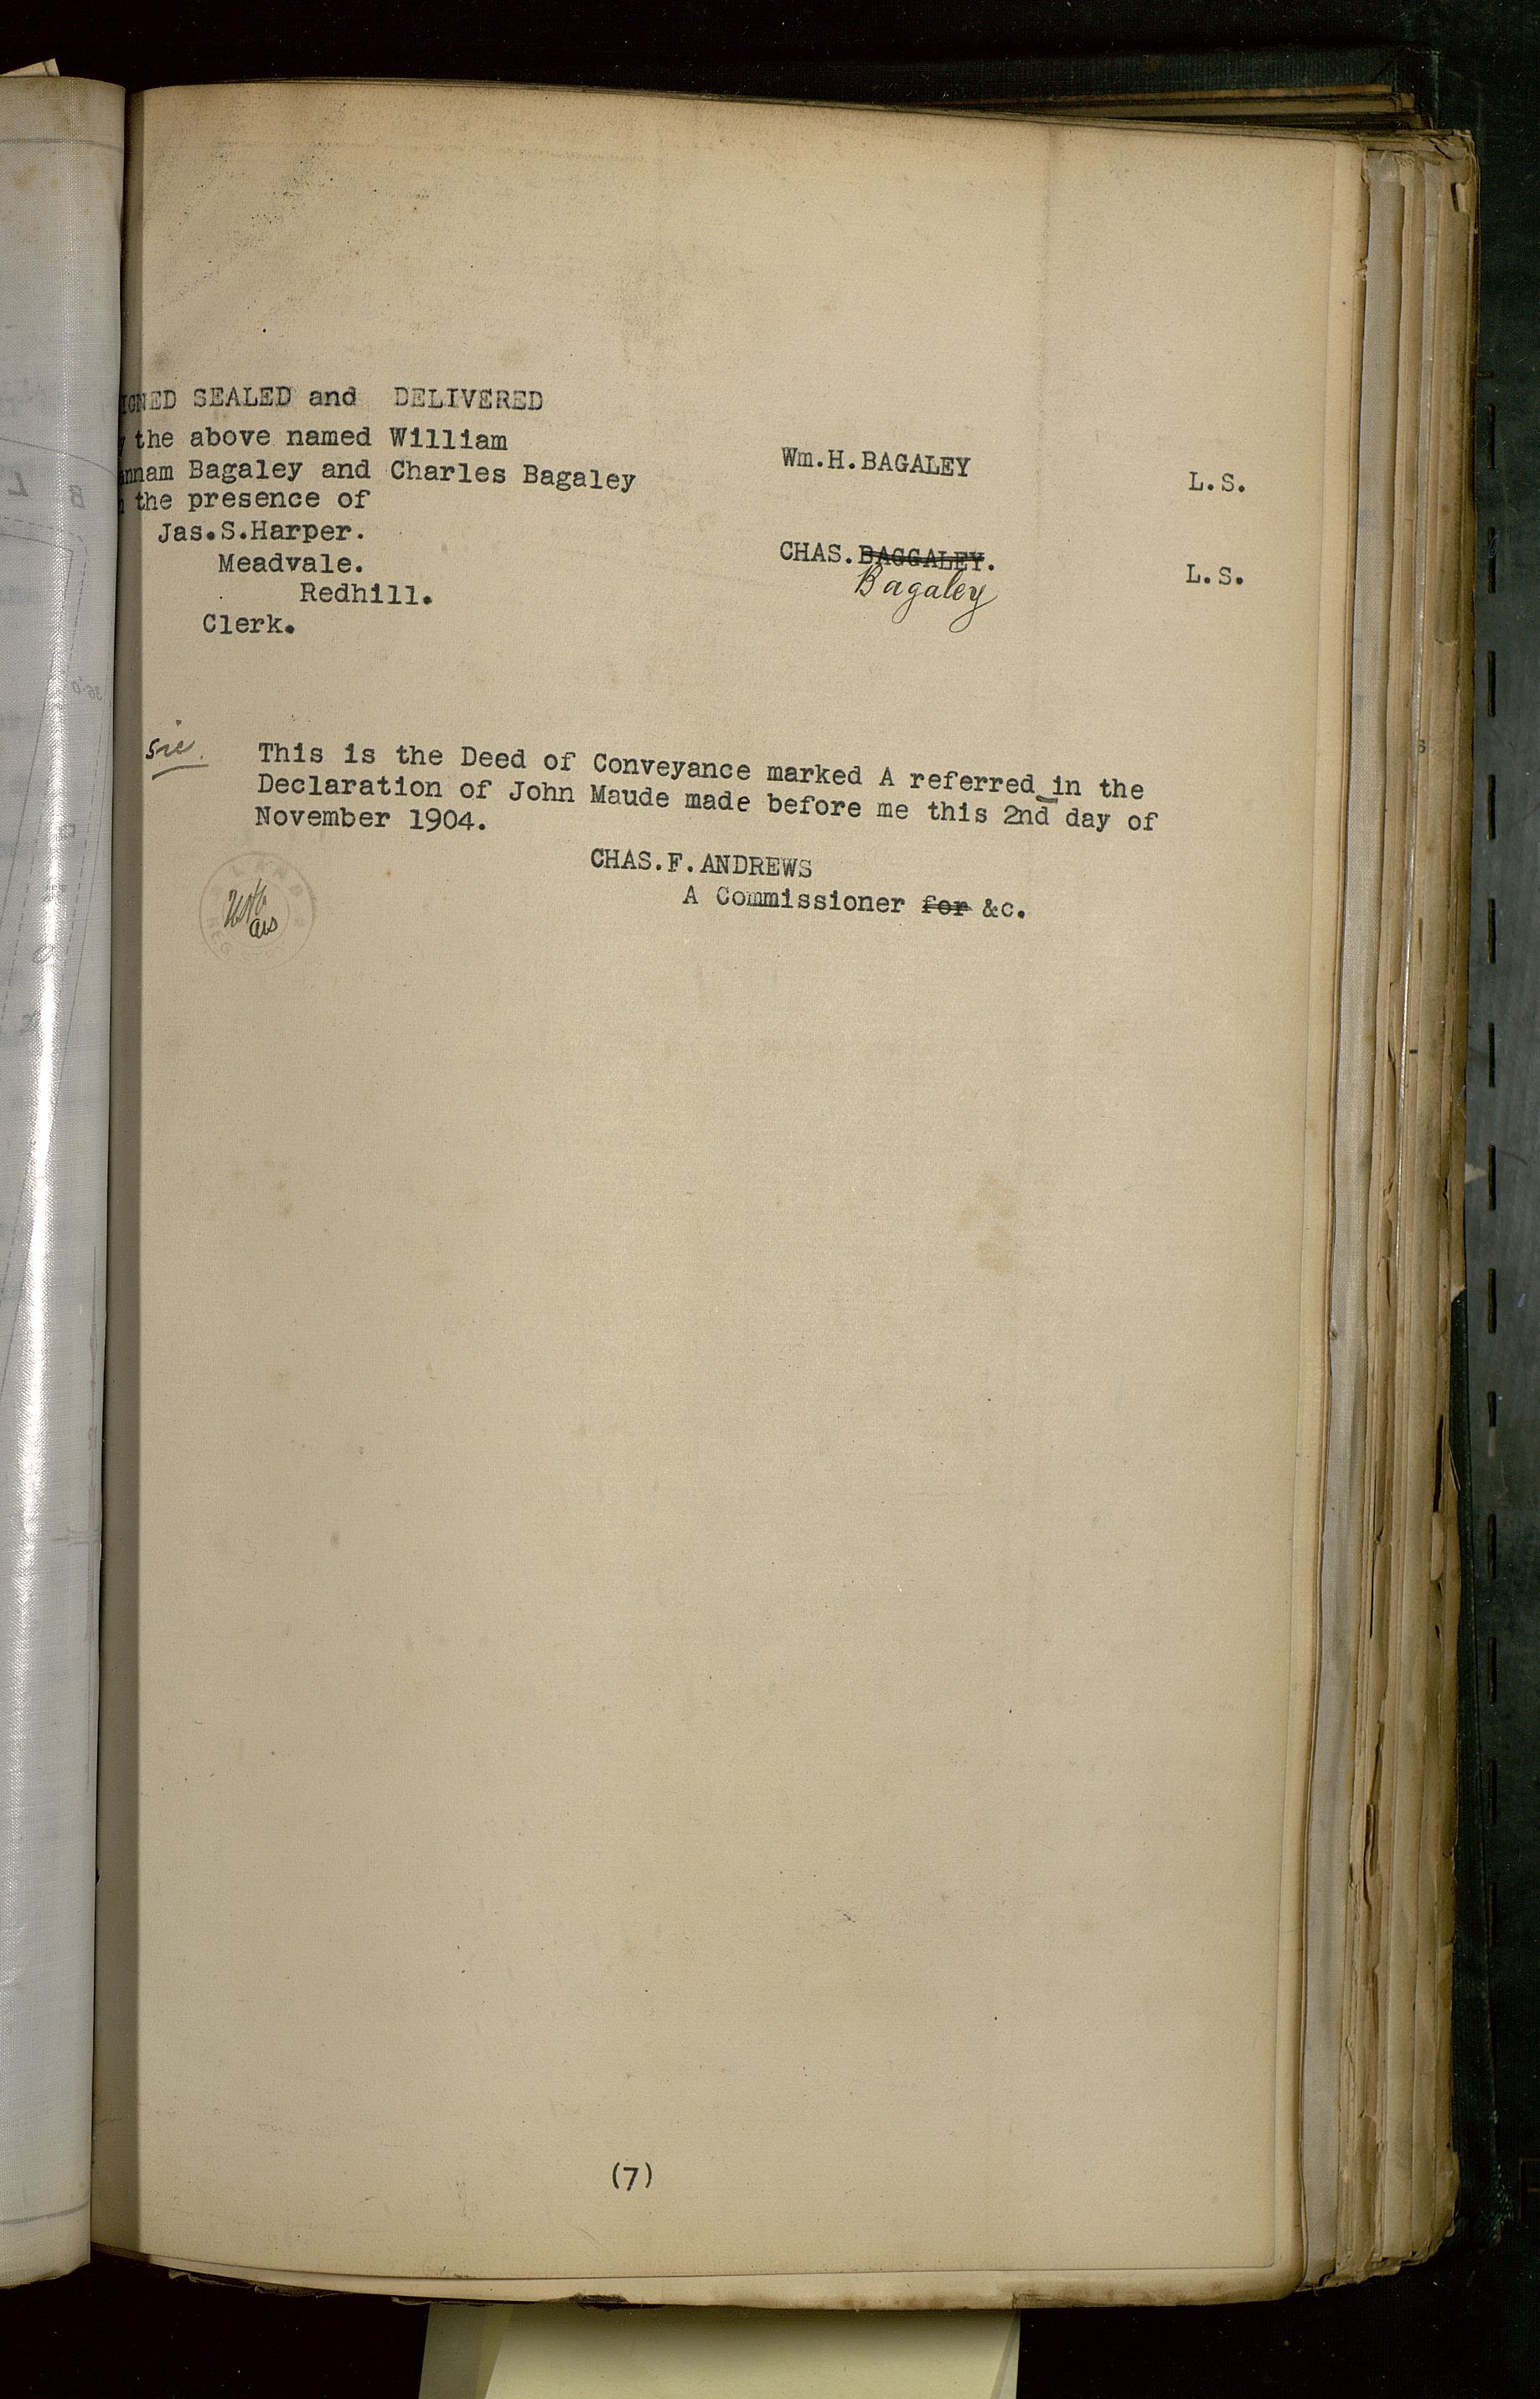 IGNED SEALED and DELIVERED
the above named William
annam Bagaley and Charles Bagaley
the presence of
Jas.S.Harper.
Meadvale.
Redhill.
Clerk.
Wm.H.BAGALEY
L.S.
CHAS.BAGGALEY.
Bagaley
L.S.
sic.
This is the Deed of Conveyance marked A referred in the
Declaration of John Maude made before me this 2nd day of
November 1904.
CHAS.F.ANDREWS
A Commissioner for &c.
(7)